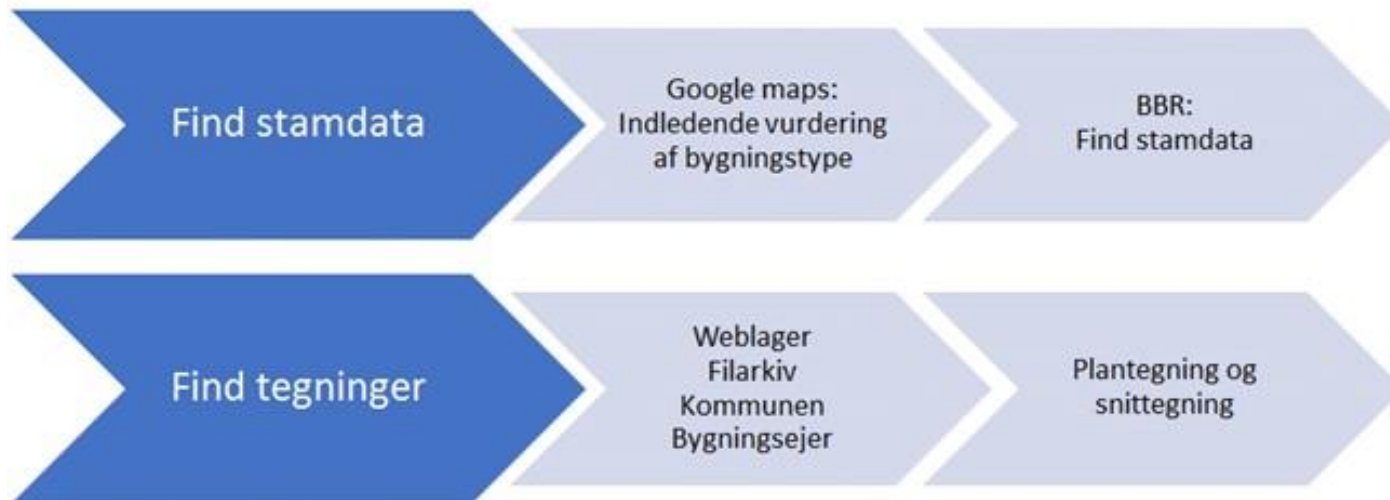 Find stamdata
Google maps:
Indledende vurdering
af bygningstype
BBR:
Find stamdata
Find tegninger
Weblager
Filarkiv
Kommunen
Bygningsejer
Plantegning og
snittegning